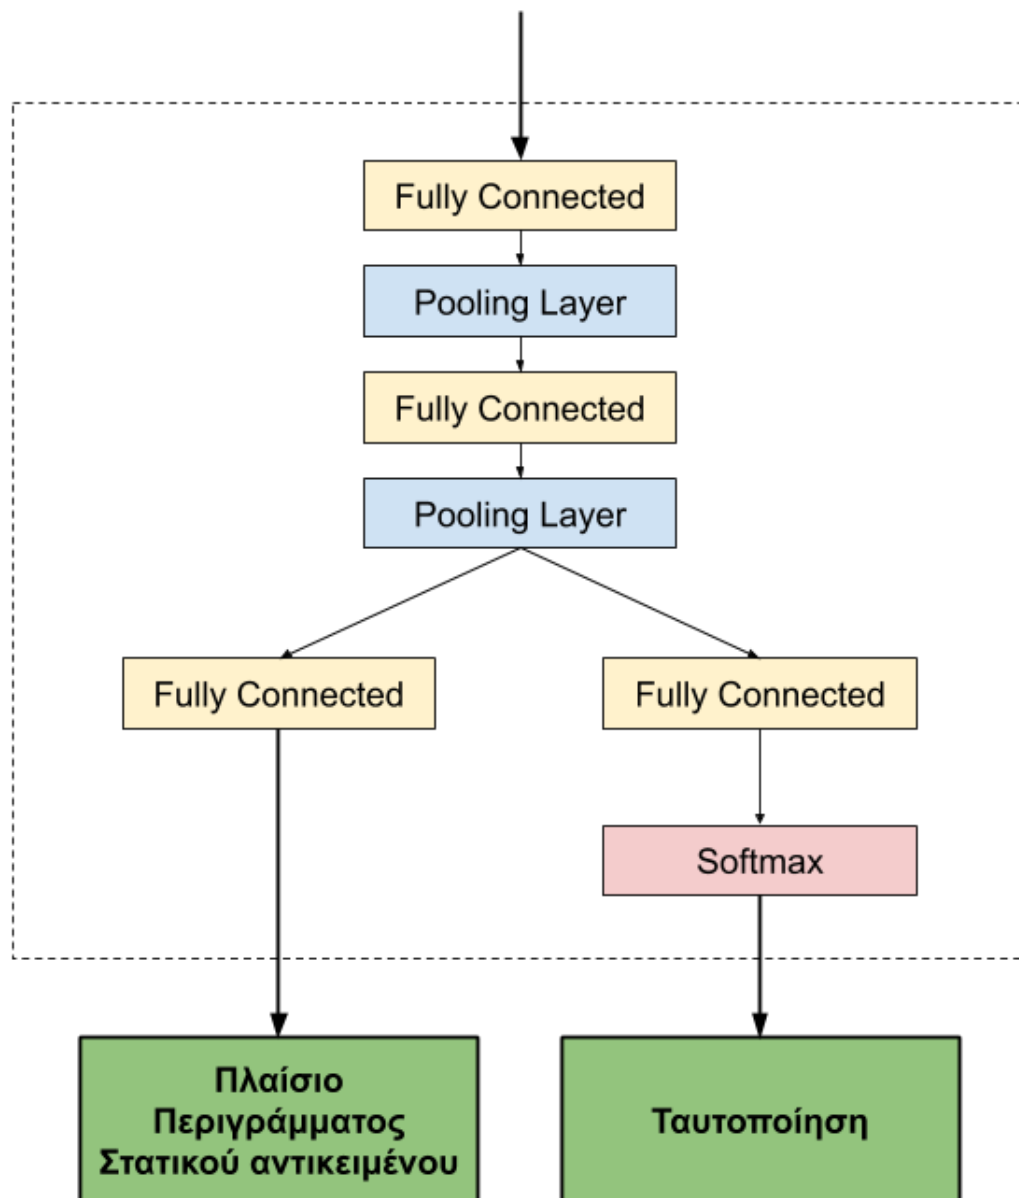 Fully Connected
Pooling Layer
Fully Connected
Pooling Layer
Fully Connected
Fully Connected
Softmax
Πλαίσιο
Περιγράμματος
Στατικού αντικειμένου
Ταυτοποίηση